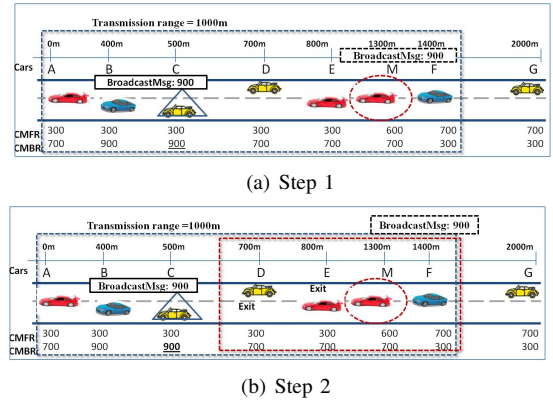 Transmission range = 1000m
0m 400m 500m 700m 800m 1300m 1400m 2000m
BroadcastMsg: 900
Cars A B C D E M F G
BroadcastMsg: 900
CMFR 300 300 300 300 300 600 700 700
CMBR 700 900 900 700 700 700 300 300
(a) Step 1
Transmission range =1000m
BroadcastMsg: 900
0m 400m 500m 700m 800m 1300m 1400m 2000m
Cars A B C D E M F G
BroadcastMsg: 900
Exit
Exit
CMFR 300 300 300 300 300 600 700 700
CMBR 700 900 900 700 700 700 300 300
(b) Step 2